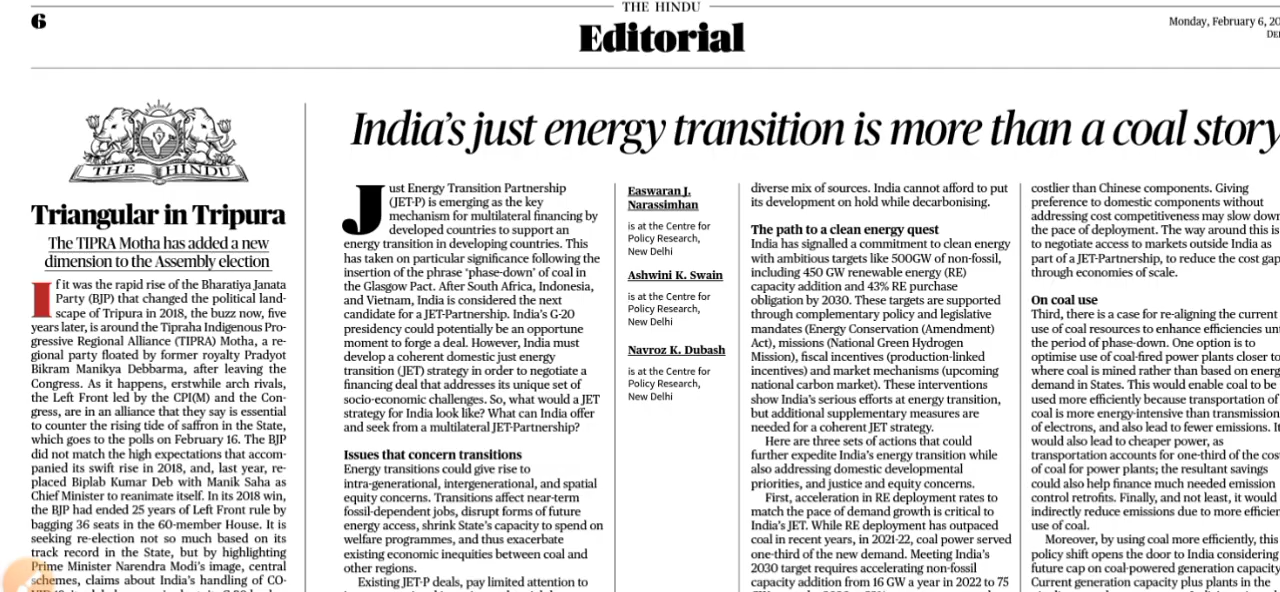 6
THE HINDU
Editorial
Monday, February 6, 20
THE HINDU
Triangular in Tripura
The TIPRA Motha has added a new
dimension to the Assembly election
If it was the rapid rise of the Bharatiya Janata
Party (BJP) that changed the political land-
scape of Tripura in 2018, the buzz now, five
years later, is around the Tipraha Indigenous Pro-
gressive Regional Alliance (TIPRA) Motha, a re-
gional party floated by former royalty Pradyot
Bikram Manikya Debbarma, after leaving the
Congress. As it happens, erstwhile arch rivals,
the Left Front led by the CPI(M) and the Con-
gress, are in an alliance that they say is essential
to counter the rising tide of saffron in the State,
which goes to the polls on February 16. The BJP
did not match the high expectations that accom-
panied its swift rise in 2018, and, last year, re-
placed Biplab Kumar Deb with Manik Saha as
Chief Minister to reanimate itself. In its 2018 win,
the BJP had ended 25 years of Left Front rule by
bagging 36 seats in the 60-member House. It is
seeking re-election not so much based on its
track record in the State, but by highlighting
Prime Minister Narendra Modi's image, central
schemes, claims about India's handling of CO-
India's just energy transition is more than a coal story
Just Energy Transition Partnership
(JET-P) is emerging as the key
mechanism for multilateral financing by
developed countries to support an
energy transition in developing countries. This
has taken on particular significance following the
insertion of the phrase 'phase-down' of coal in
the Glasgow Pact. After South Africa, Indonesia,
and Vietnam, India is considered the next
candidate for a JET-Partnership. India's G-20
presidency could potentially be an opportune
moment to forge a deal. However, India must
develop a coherent domestic just energy
transition (JET) strategy in order to negotiate a
financing deal that addresses its unique set of
socio-economic challenges. So, what would a JET
strategy for India look like? What can India offer
and seek from a multilateral JET-Partnership?
Issues that concern transitions
Energy transitions could give rise to
intra-generational, intergenerational, and spatial
equity concerns. Transitions affect near-term
fossil-dependent jobs, disrupt forms of future
energy access, shrink State's capacity to spend on
welfare programmes, and thus exacerbate
existing economic inequities between coal and
other regions.
Existing JET-P deals, pay limited attention to
Easwaran J.
Narassimhan
is at the Centre for
Policy Research,
New Delhi
Ashwini K. Swain
is at the Centre for
Policy Research,
New Delhi
Navroz K. Dubash
is at the Centre for
Policy Research,
New Delhi
diverse mix of sources. India cannot afford to put
its development on hold while decarbonising.
The path to a clean energy quest
India has signalled a commitment to clean energy
with ambitious targets like 500GW of non-fossil,
including 450 GW renewable energy (RE)
capacity addition and 43% RE purchase
obligation by 2030. These targets are supported
through complementary policy and legislative
mandates (Energy Conservation (Amendment)
Act), missions (National Green Hydrogen
Mission), fiscal incentives (production-linked
incentives) and market mechanisms (upcoming
national carbon market). These interventions
show India's serious efforts at energy transition,
but additional supplementary measures are
needed for a coherent JET strategy.
Here are three sets of actions that could
further expedite India's energy transition while
also addressing domestic developmental
priorities, and justice and equity concerns.
First, acceleration in RE deployment rates to
match the pace of demand growth is critical to
India's JET. While RE deployment has outpaced
coal in recent years, in 2021-22, coal power served
one-third of the new demand. Meeting India's
2030 target requires accelerating non-fossil
capacity addition from 16 GW a year in 2022 to 75
costlier than Chinese components. Giving
preference to domestic components without
addressing cost competitiveness may slow down
the pace of deployment. The way around this is
to negotiate access to markets outside India as
part of a JET-Partnership, to reduce the cost gap
through economies of scale.
On coal use
Third, there is a case for re-aligning the current
use of coal resources to enhance efficiencies un
the period of phase-down. One option is to
optimise use of coal-fired power plants closer to
where coal is mined rather than based on energ
demand in States. This would enable coal to be
used more efficiently because transportation of
coal is more energy-intensive than transmission
of electrons, and also lead to fewer emissions. It
would also lead to cheaper power, as
transportation accounts for one-third of the cos
of coal for power plants; the resultant savings
could also help finance much needed emission
control retrofits. Finally, and not least, it would
indirectly reduce emissions due to more efficien
use of coal.
Moreover, by using coal more efficiently, this
policy shift opens the door to India considering
future cap on coal-powered generation capacity
Current generation capacity plus plants in the